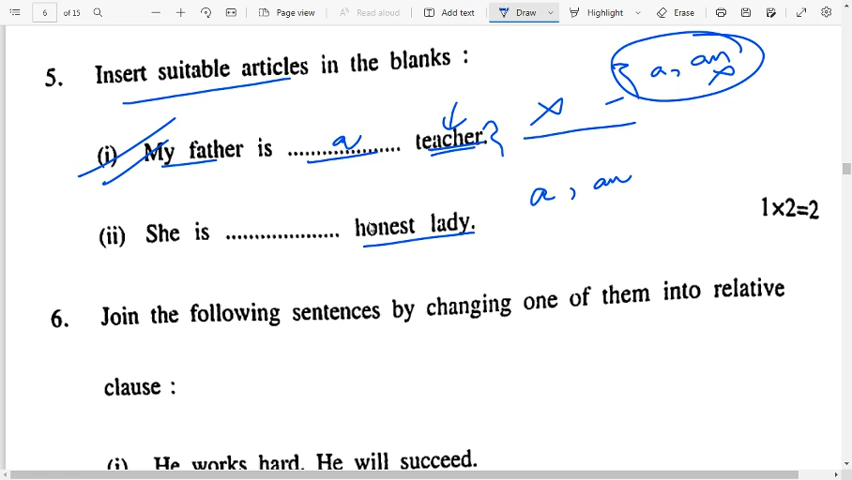 6 of 15 Page view Read aloud Add text Draw Highlight Erase
5. Insert suitable articles in the blanks :
a, an
(i) My father is ........a........ teacher.
a, an
(ii) She is .................... honest lady.
1×2=2
6. Join the following sentences by changing one of them into relative
clause :
(i) He works hard. He will succeed.